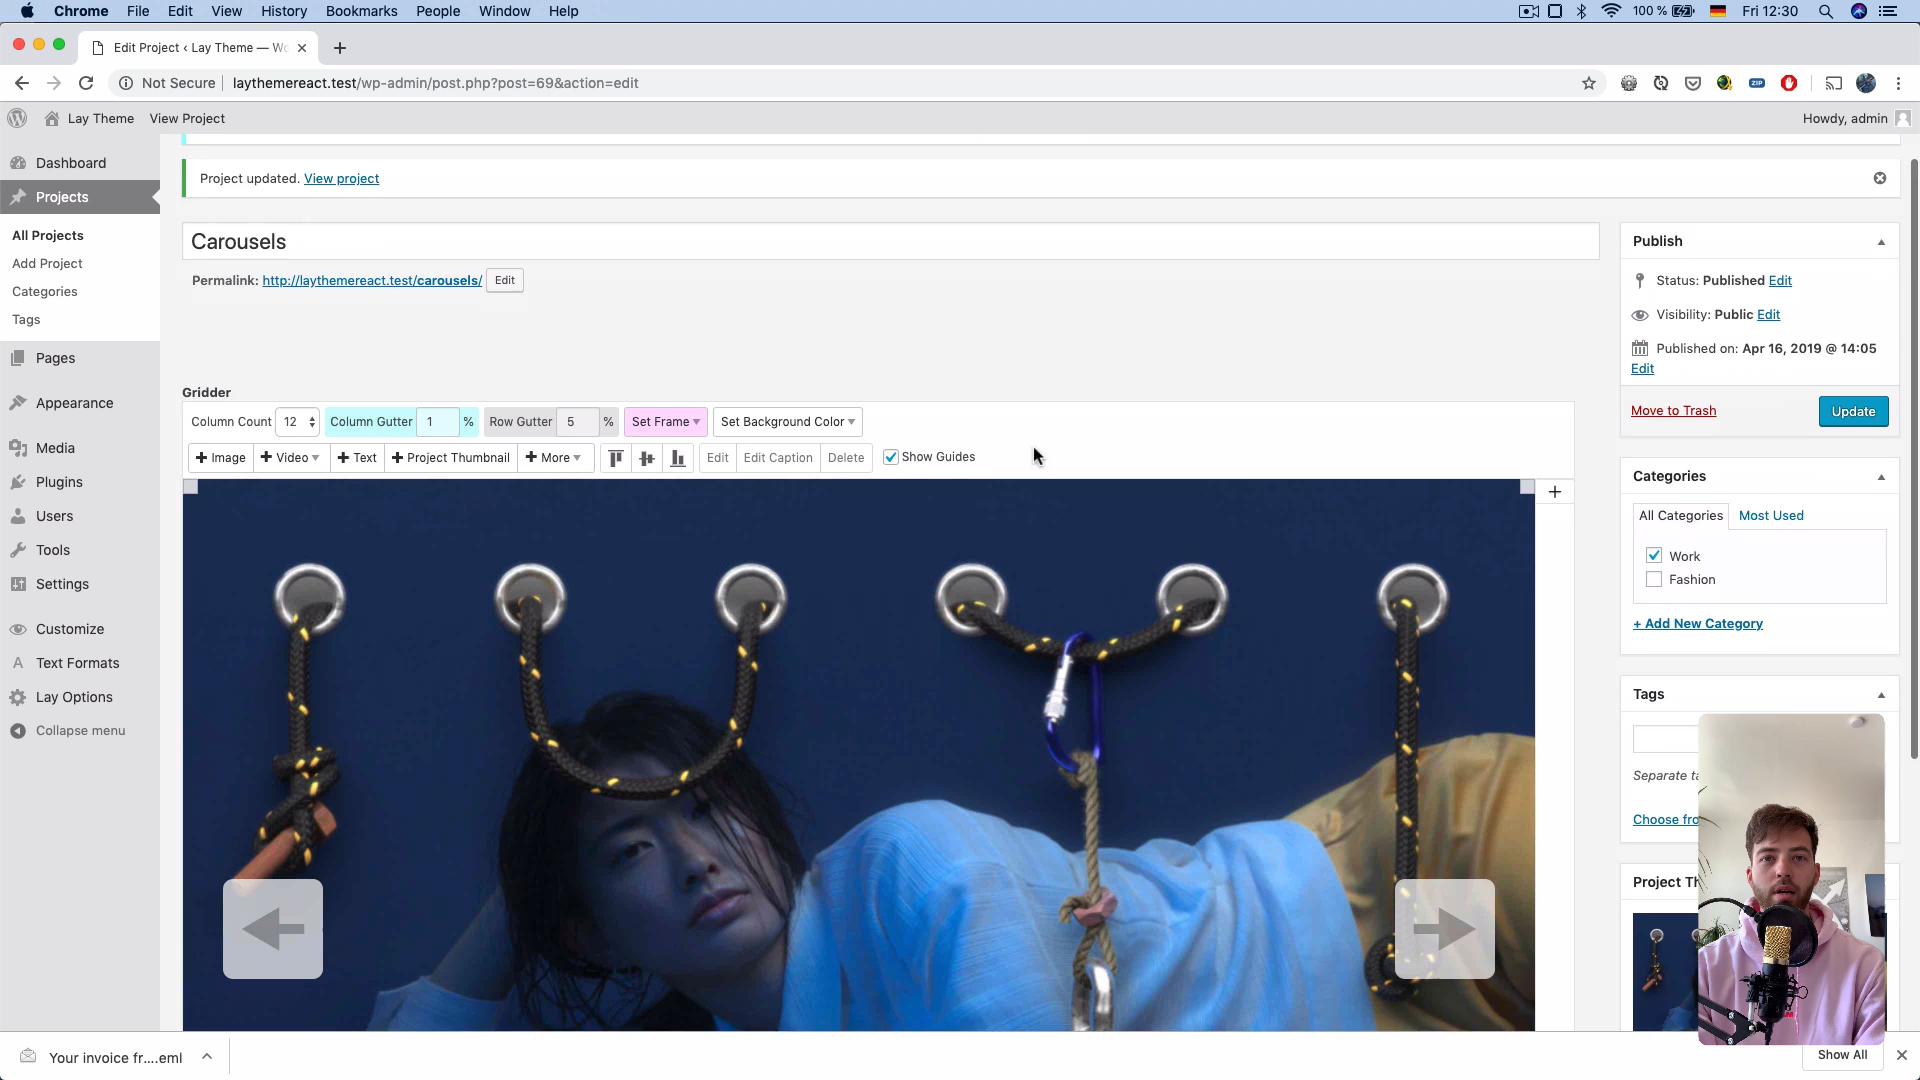 Chrome File Edit View History Bookmarks People Window Help
100 % Fri 12:30
Edit Project ‹ Lay Theme —
Not Secure laythemereact.test/wp-admin/post.php?post=69&action=edit
ZIP
Lay Theme View Project
Howdy, admin
Dashboard
Projects
All Projects
Add Project
Categories
Tags
Pages
Appearance
Media
Plugins
Users
Tools
Settings
Customize
Text Formats
Lay Options
Collapse menu
Project updated. View project
Carousels
Permalink: http://laythemereact.test/carousels/ Edit
Gridder
Column Count 12 Column Gutter 1 % Row Gutter 5 % Set Frame Set Background Color
+ Image + Video + Text + Project Thumbnail + More Edit Edit Caption Delete Show Guides
+
Publish
Status: Published Edit
Visibility: Public Edit
Published on: Apr 16, 2019 @ 14:05
Edit
Move to Trash Update
Categories
All Categories Most Used
Work
Fashion
+ Add New Category
Tags
Separate
Choose
Project
Your invoice fr....eml
Show All